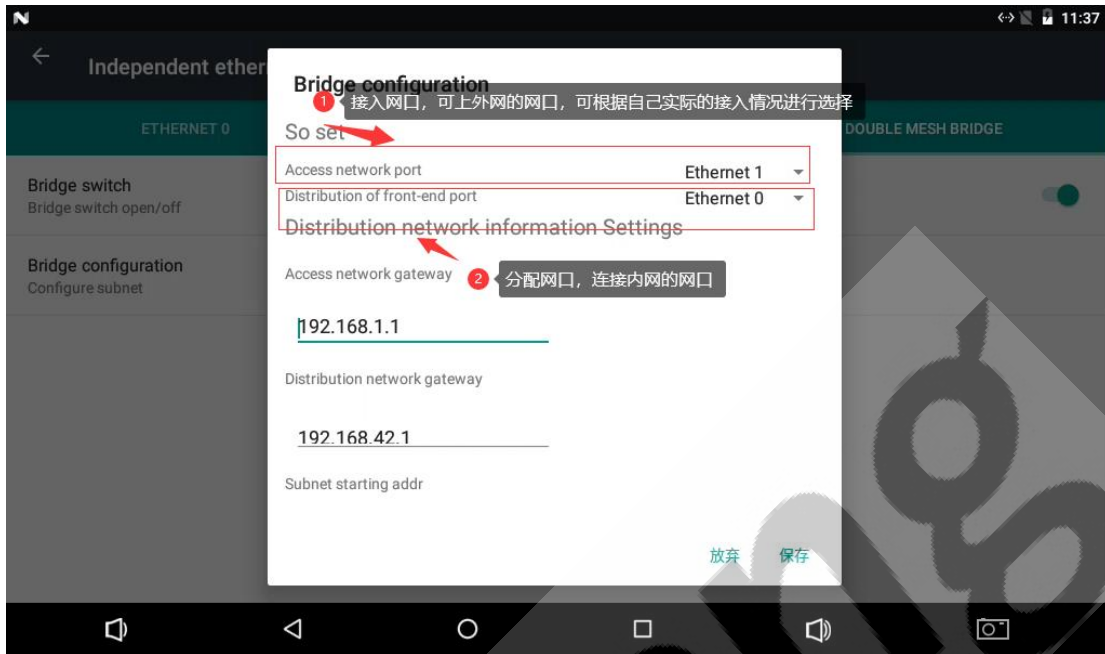 11:37
Independent ether
Bridge configuration
1 接入网口，可上外网的网口，可根据自己实际的接入情况进行选择
ETHERNET 0
So set
DOUBLE MESH BRIDGE
Access network port
Ethernet 1
Bridge switch
Distribution of front-end port
Ethernet 0
Bridge switch open/off
Distribution network information Settings
Bridge configuration
Access network gateway
2 分配网口，连接内网的网口
Configure subnet
192.168.1.1
Distribution network gateway
192.168.42.1
Subnet starting addr
放弃
保存